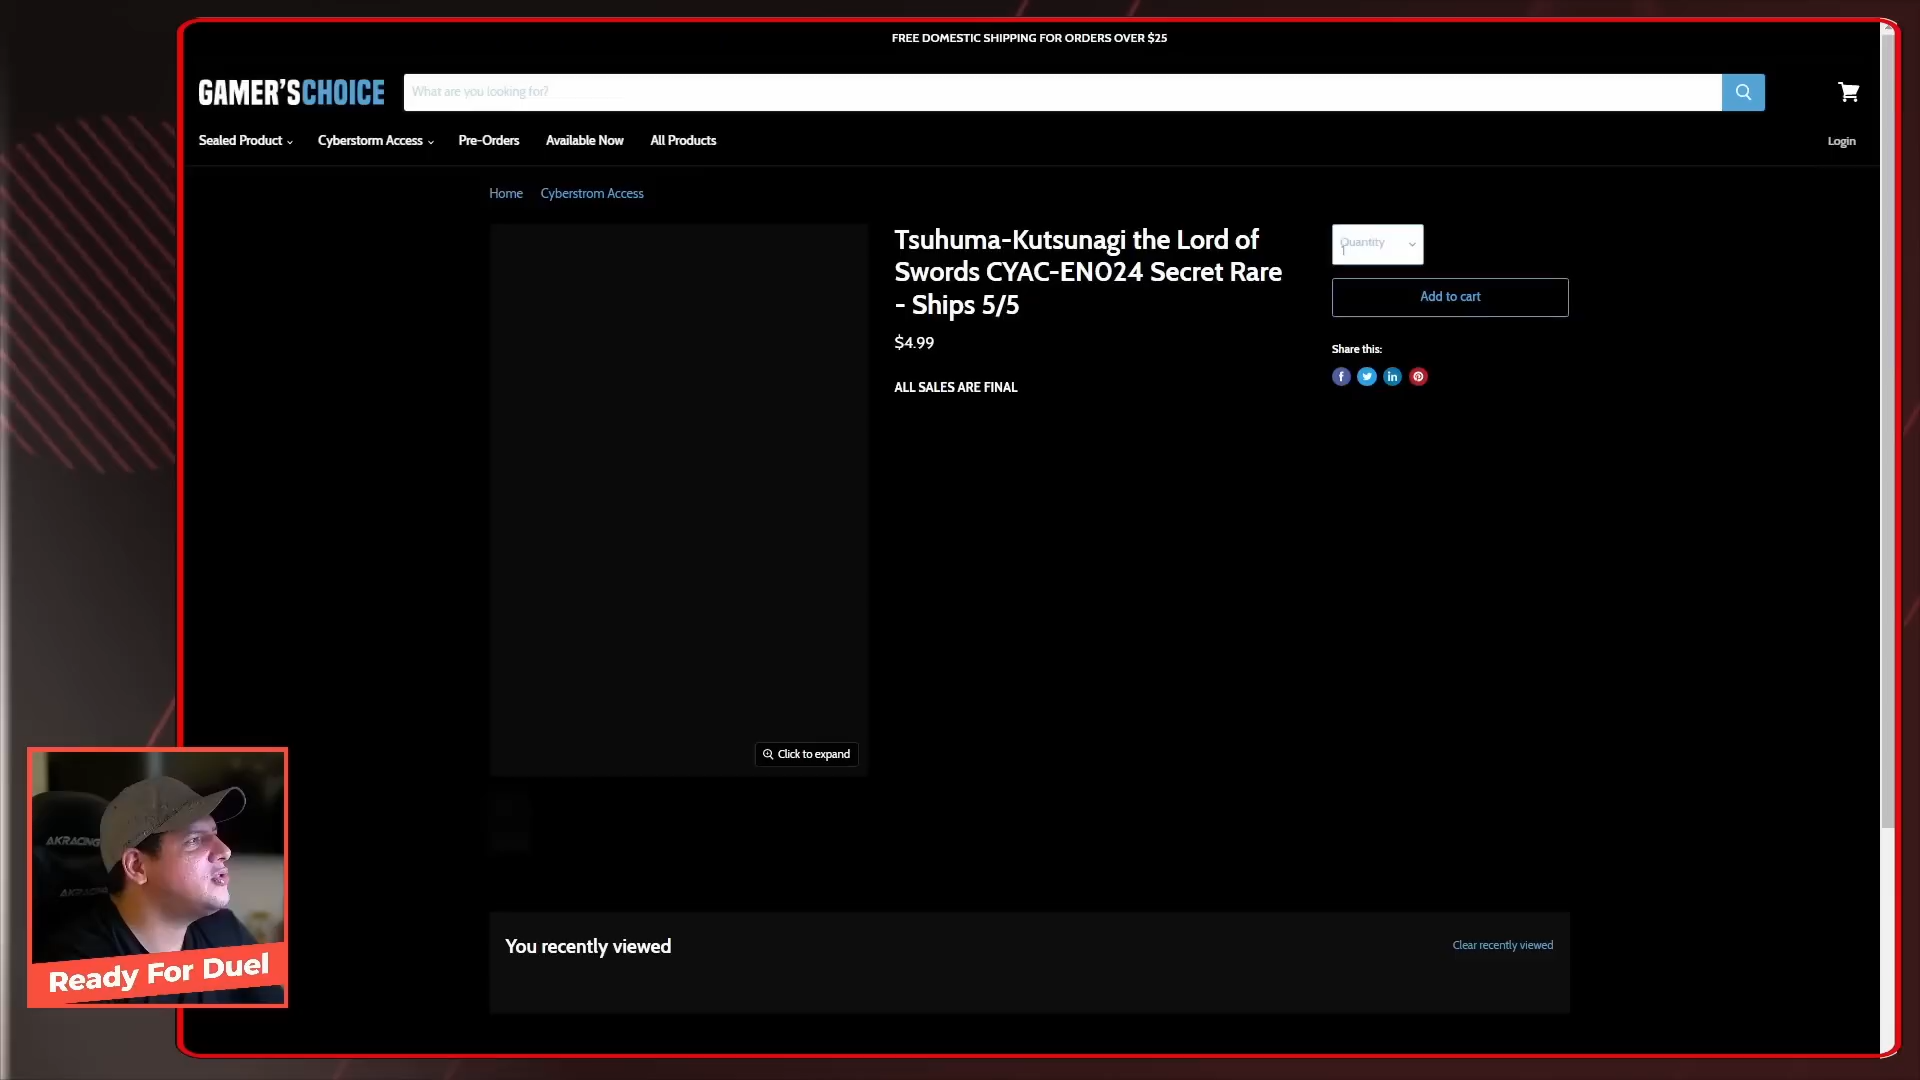 FREE DOMESTIC SHIPPING FOR ORDERS OVER $25
GAMER'SCHOICE
What are you looking for?
Sealed Product
Cyberstorm Access
Pre-Orders
Available Now
All Products
Login
Home
Cyberstrom Access
Tsuhuma-Kutsunagi the Lord of
Swords CYAC-EN024 Secret Rare
- Ships 5/5
$4.99
ALL SALES ARE FINAL
Quantity
Add to cart
Share this:
Click to expand
You recently viewed
Clear recently viewed
AKRACING
AKRACING
Ready For Duel